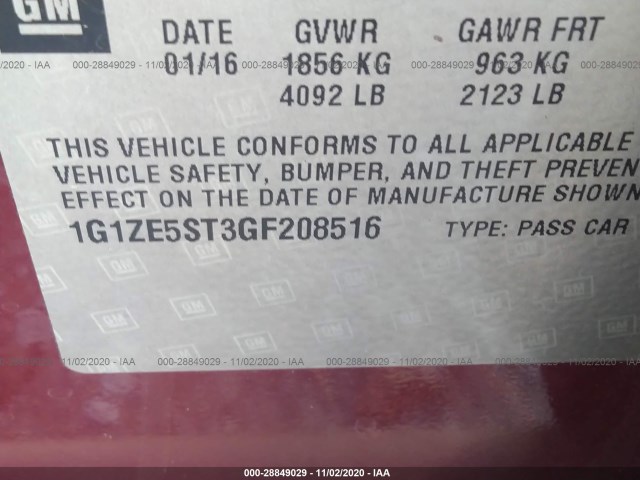 GM
DATE GVWR GAWR FRT
01/16 1856 KG 963 KG
4092 LB 2123 LB
THIS VEHICLE CONFORMS TO ALL APPLICABLE
VEHICLE SAFETY, BUMPER, AND THEFT PREVEN
EFFECT ON THE DATE OF MANUFACTURE SHOWN
1G1ZE5ST3GF208516 TYPE: PASS CAR
000-28849029 - 11/02/2020 - IAA